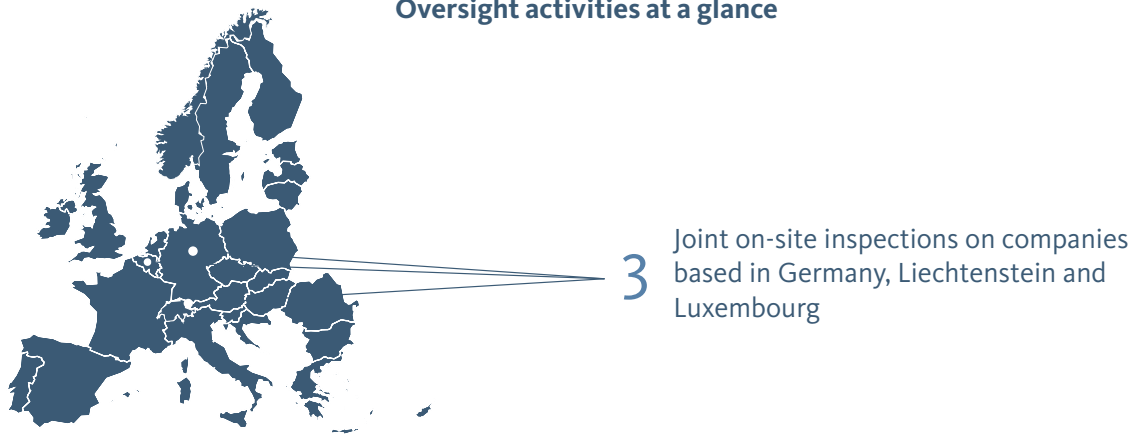 Oversight activities at a glance
3
Joint on-site inspections on companies
based in Germany, Liechtenstein and
Luxembourg